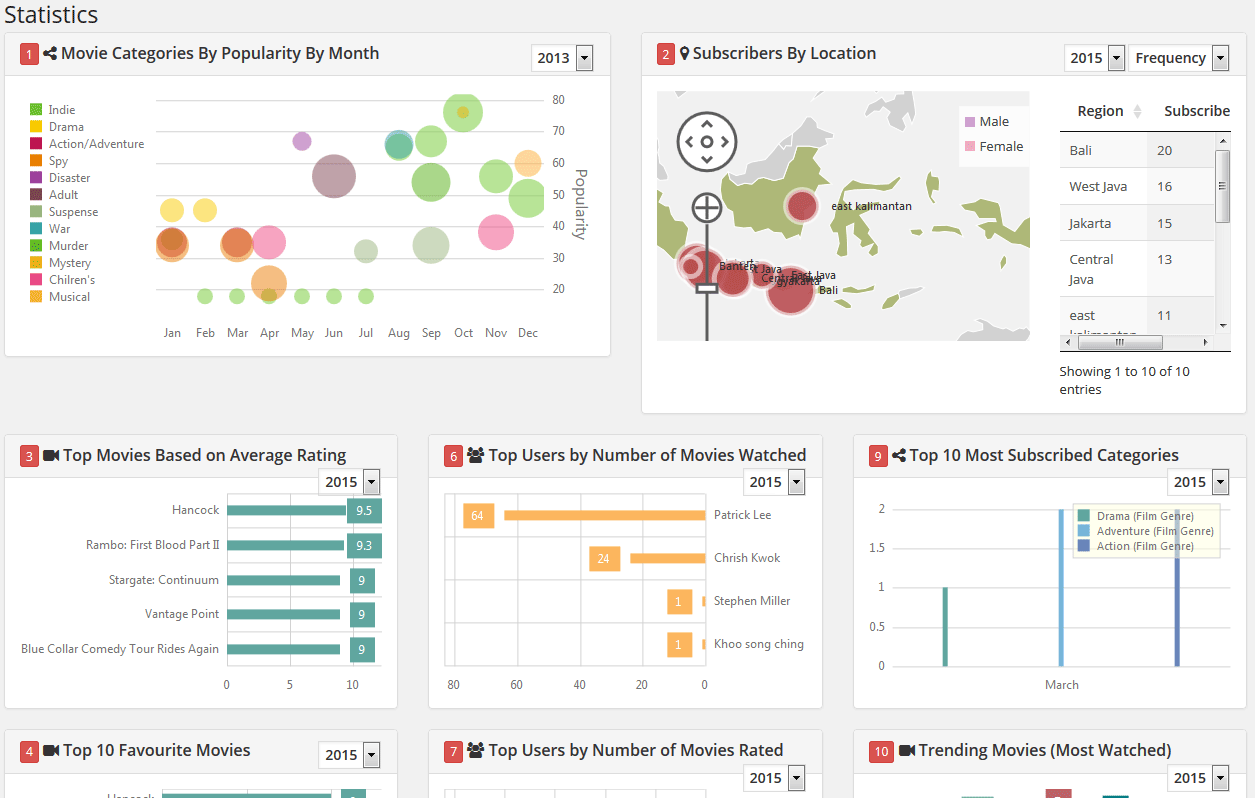 Statistics
1 Movie Categories By Popularity By Month
2013
Indie
Drama
Action/Adventure
Spy
Disaster
Adult
Suspense
War
Murder
Mystery
Chilren's
Musical
80
70
60
50
40
30
20
Popularity
Jan Feb Mar Apr May Jun Jul Aug Sep Oct Nov Dec
2 Subscribers By Location
2015 Frequency
Male
Female
east kalimantan
East Java
Bali
Region Subscribe
Bali 20
West Java 16
Jakarta 15
Central 13
Java
east 11
kalimantan
Showing 1 to 10 of 10
entries
3 Top Movies Based on Average Rating
2015
Hancock 9.5
Rambo: First Blood Part II 9.3
Stargate: Continuum 9
Vantage Point 9
Blue Collar Comedy Tour Rides Again 9
0 5 10
6 Top Users by Number of Movies Watched
2015
64 Patrick Lee
24 Chrish Kwok
1 Stephen Miller
1 Khoo song ching
80 60 40 20 0
9 Top 10 Most Subscribed Categories
2015
Drama (Film Genre)
Adventure (Film Genre)
Action (Film Genre)
2
1.5
1
0.5
0
March
4 Top 10 Favourite Movies
2015
Hancock
7 Top Users by Number of Movies Rated
2015
10 Trending Movies (Most Watched)
2015